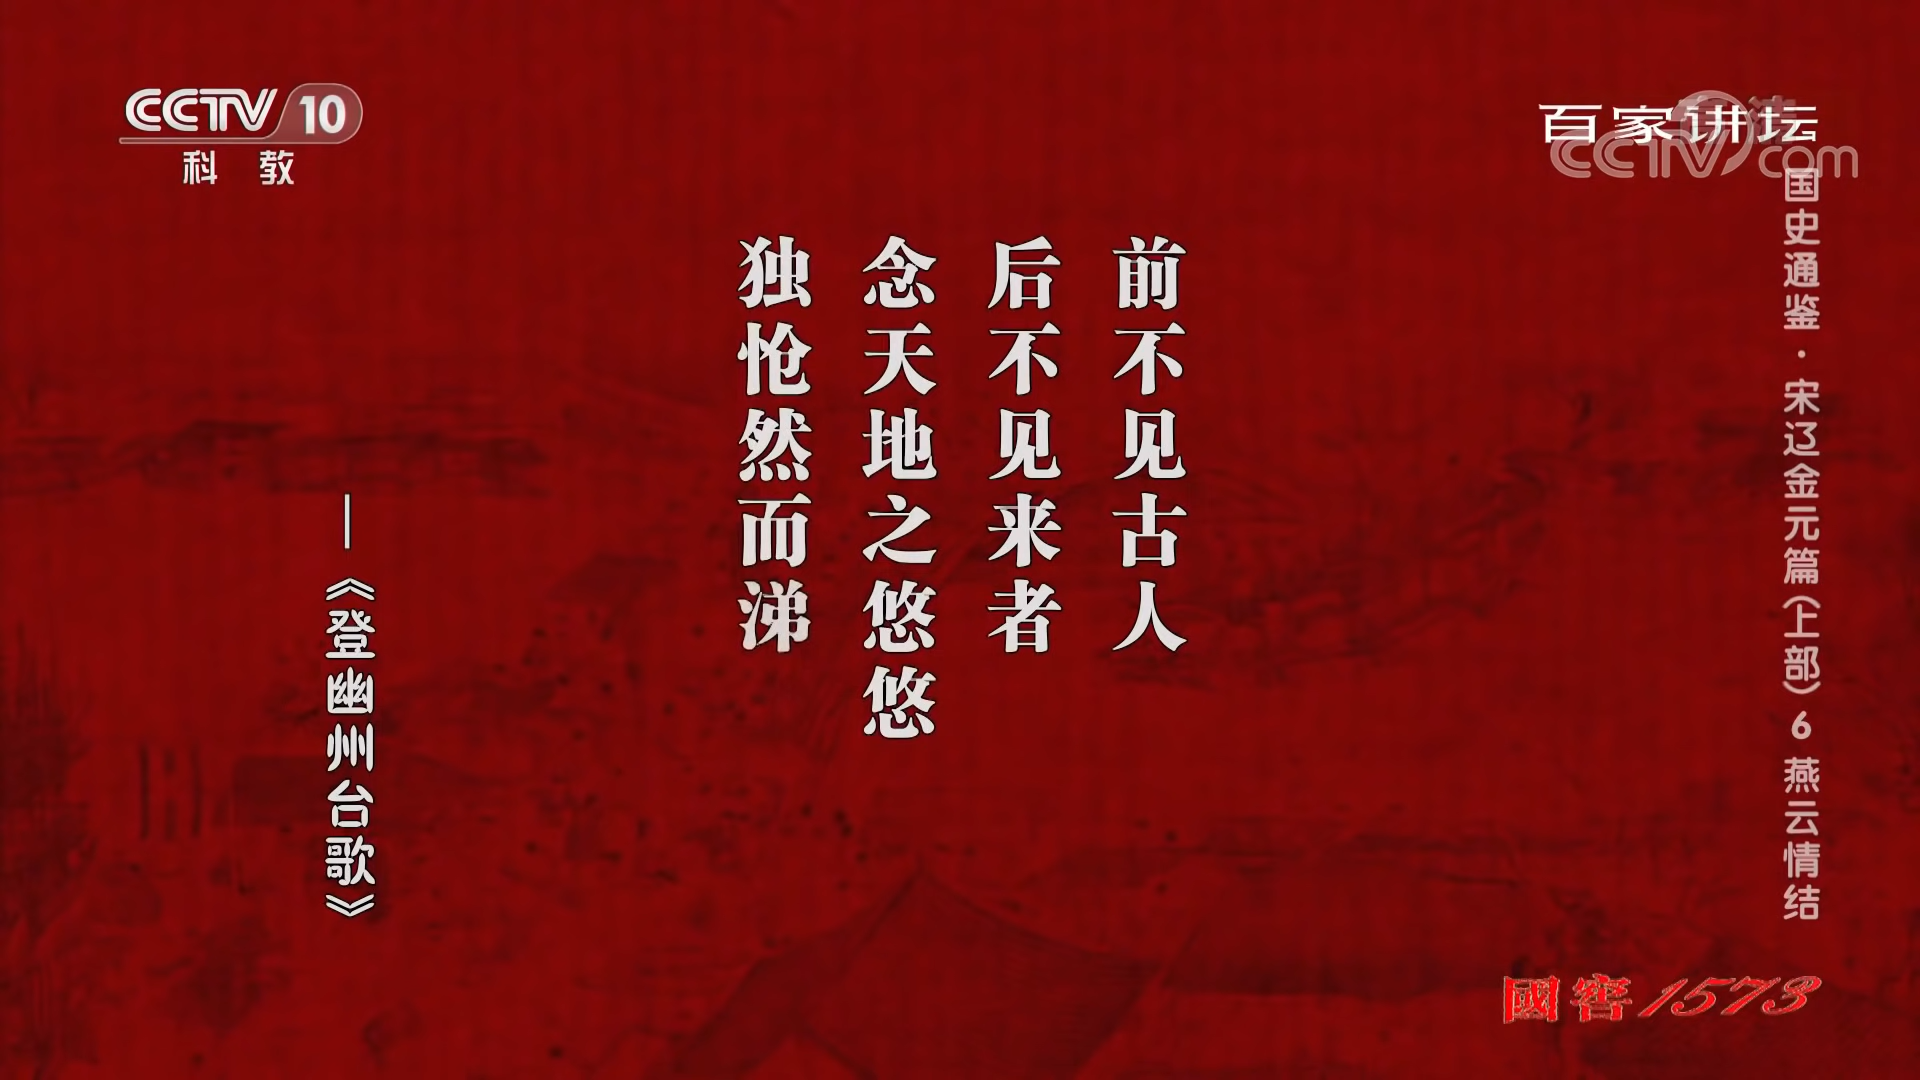 CCTV 10
科 教
百家讲坛
CCTV.com
国史通鉴·宋辽金元篇(上部) 6 燕云情结
前不见古人
后不见来者
念天地之悠悠
独怆然而涕
—《登幽州台歌》
國窖1573